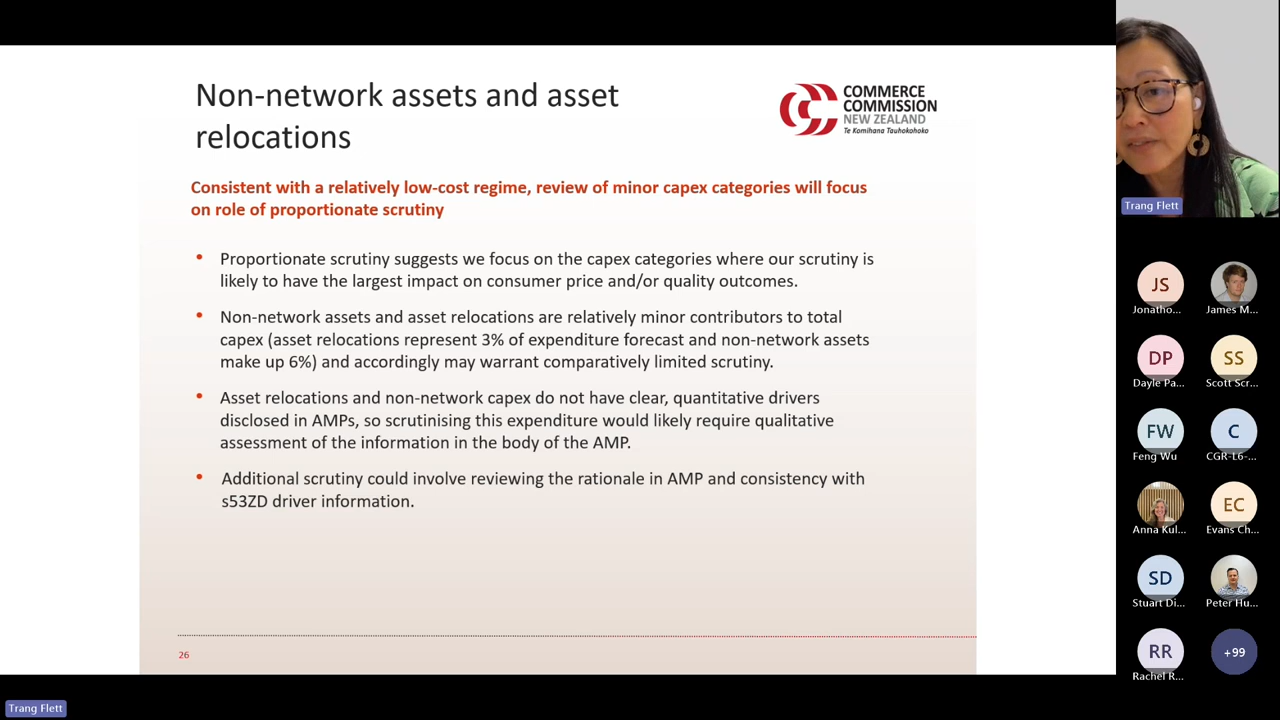 Non-network assets and asset
relocations
COMMERCE
COMMISSION
NEW ZEALAND
Te Komihana Tauhokohoko
Consistent with a relatively low-cost regime, review of minor capex categories will focus
on role of proportionate scrutiny
• Proportionate scrutiny suggests we focus on the capex categories where our scrutiny is
likely to have the largest impact on consumer price and/or quality outcomes.
• Non-network assets and asset relocations are relatively minor contributors to total
capex (asset relocations represent 3% of expenditure forecast and non-network assets
make up 6%) and accordingly may warrant comparatively limited scrutiny.
• Asset relocations and non-network capex do not have clear, quantitative drivers
disclosed in AMPs, so scrutinising this expenditure would likely require qualitative
assessment of the information in the body of the AMP.
• Additional scrutiny could involve reviewing the rationale in AMP and consistency with
s53ZD driver information.
26
Trang Flett
Trang Flett
JS
Jonatho...
James M...
DP
Dayle Pa...
SS
Scott Scr...
FW
Feng Wu
C
CGR-L6-...
Anna Kul...
EC
Evans Ch...
SD
Stuart Di...
Peter Hu...
RR
Rachel R...
+99